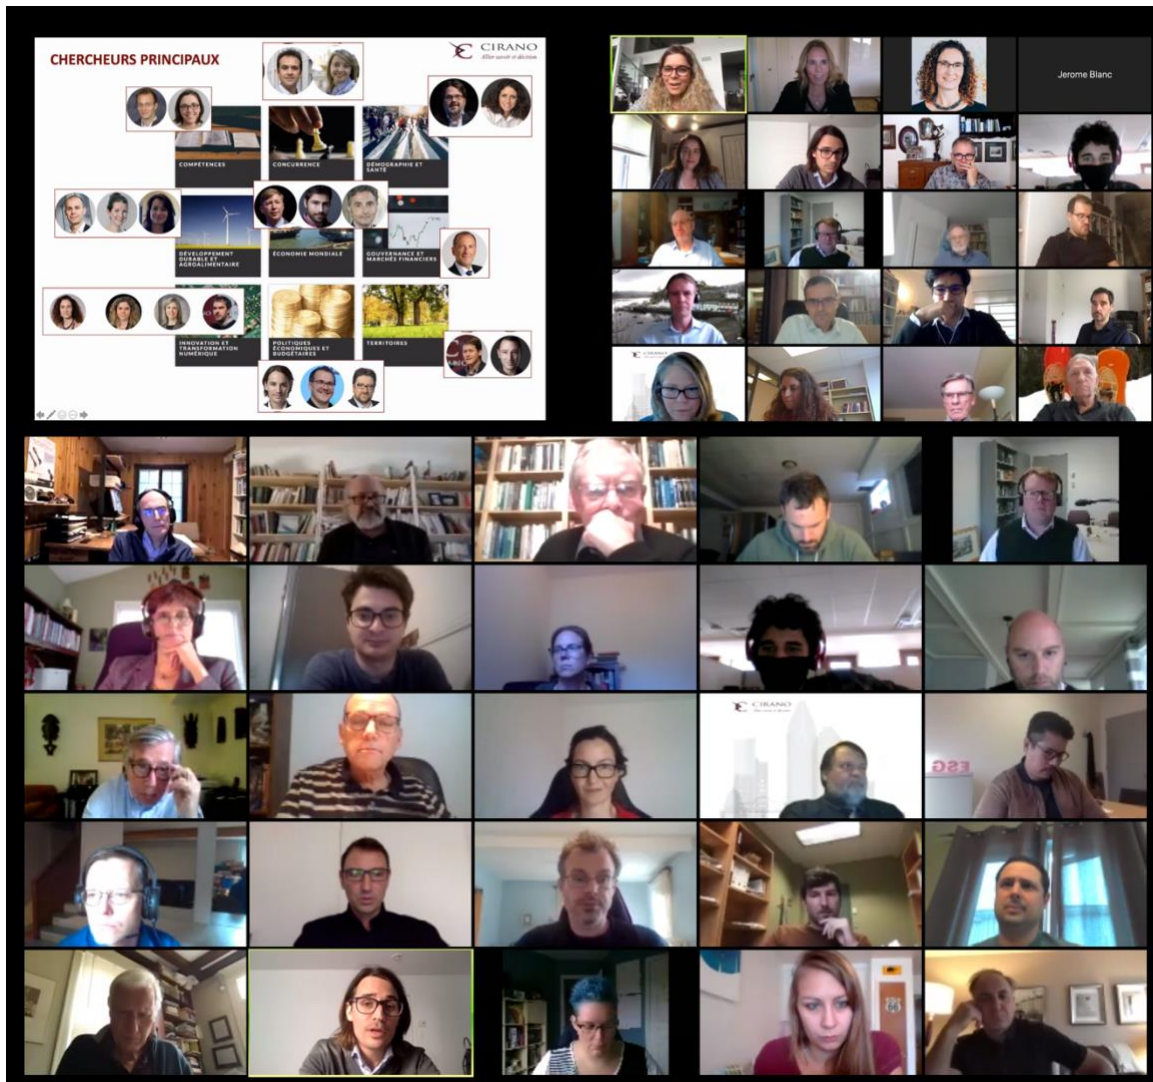 CHERCHEURS PRINCIPAUX
CIRANO
Allier savoir et décision
COMPÉTENCES
CONCURRENCE
DÉMOGRAPHIE ET
SANTÉ
DÉVELOPPEMENT
DURABLE ET
AGROALIMENTAIRE
ÉCONOMIE MONDIALE
GOUVERNANCE ET
MARCHÉS FINANCIERS
INNOVATION ET
TRANSFORMATION
NUMÉRIQUE
POLITIQUES
ÉCONOMIQUES ET
BUDGÉTAIRES
TERRITOIRES
Jerome Blanc
CIRANO
CIRANO
Allier savoir et décision
ESG